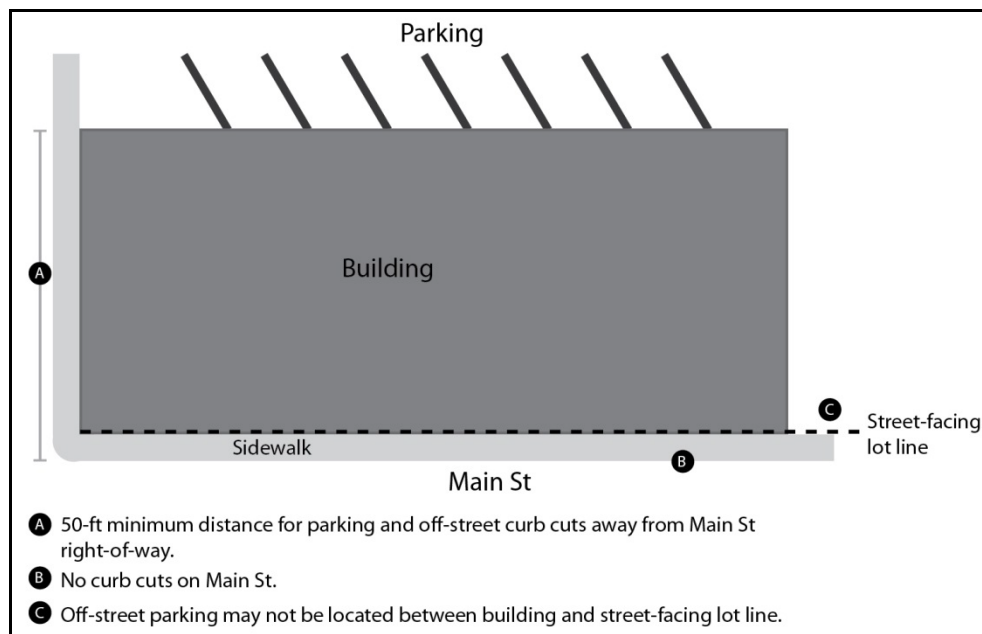 Parking
Building
A
C
Street-facing
lot line
Sidewalk
B
Main St
A 50-ft minimum distance for parking and off-street curb cuts away from Main St
right-of-way.
B No curb cuts on Main St.
C Off-street parking may not be located between building and street-facing lot line.